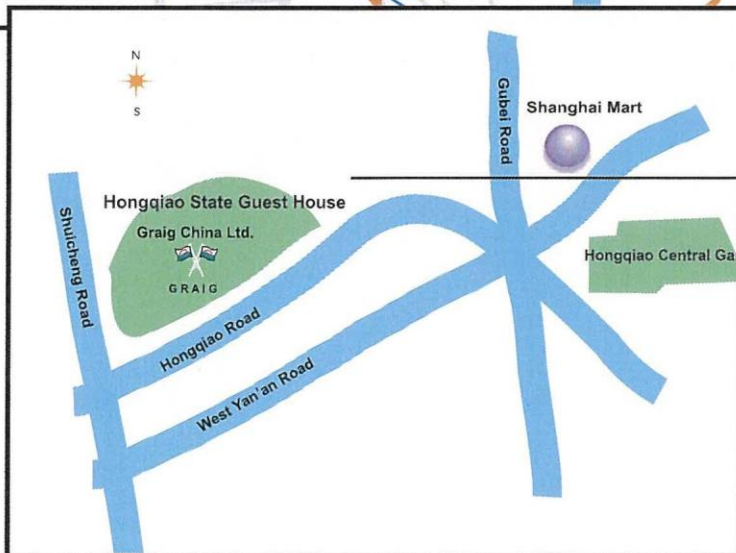 N
S
Gubei Road
Shanghai Mart
Shuicheng Road
Hongqiao State Guest House
Graig China Ltd.
GRAIG
Hongqiao Central Ga
Hongqiao Road
West Yan'an Road